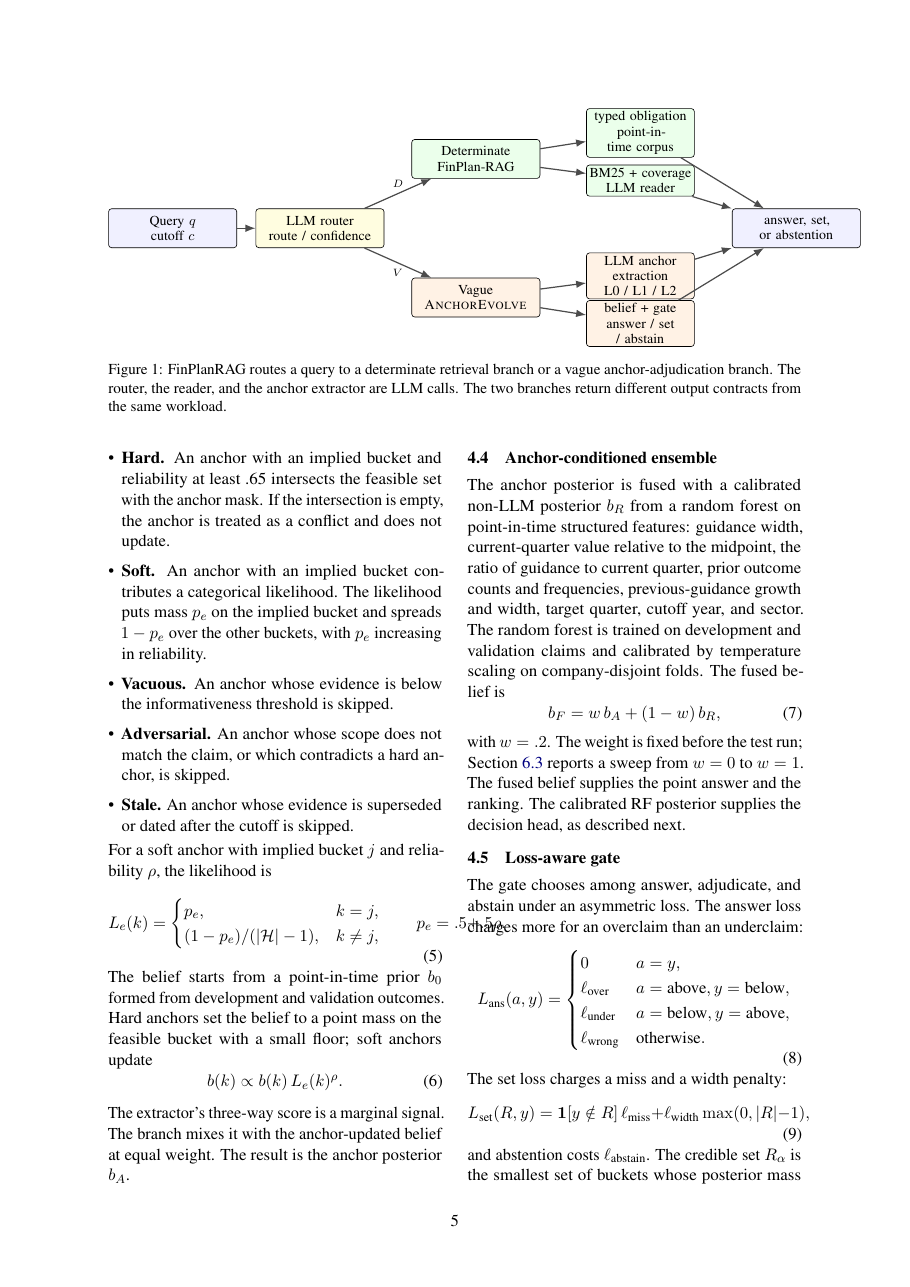 typed obligation
point-in-
time corpus
Determinate
FinPlan-RAG
BM25 + coverage
LLM reader
D
Query q
cutoff c
LLM router
route / confidence
answer, set,
or abstention
V
LLM anchor
extraction
L0 / L1 / L2
Vague
ANCHOREVOLVE
belief + gate
answer / set
/ abstain
Figure 1: FinPlanRAG routes a query to a determinate retrieval branch or a vague anchor-adjudication branch. The
router, the reader, and the anchor extractor are LLM calls. The two branches return different output contracts from
the same workload.
• Hard. An anchor with an implied bucket and
reliability at least .65 intersects the feasible set
with the anchor mask. If the intersection is empty,
the anchor is treated as a conflict and does not
update.
• Soft. An anchor with an implied bucket con-
tributes a categorical likelihood. The likelihood
puts mass pₑ on the implied bucket and spreads
1 − pₑ over the other buckets, with pₑ increasing
in reliability.
• Vacuous. An anchor whose evidence is below
the informativeness threshold is skipped.
• Adversarial. An anchor whose scope does not
match the claim, or which contradicts a hard an-
chor, is skipped.
• Stale. An anchor whose evidence is superseded
or dated after the cutoff is skipped.
For a soft anchor with implied bucket j and relia-
bility ρ, the likelihood is
Lₑ(k) = { pₑ, k = j,
(1 − pₑ)/(|H| − 1), k ≠ j,
pₑ = .5+.5ρ.
(5)
The belief starts from a point-in-time prior b₀
formed from development and validation outcomes.
Hard anchors set the belief to a point mass on the
feasible bucket with a small floor; soft anchors
update
b(k) ∝ b(k) Lₑ(k)^ρ. (6)
The extractor's three-way score is a marginal signal.
The branch mixes it with the anchor-updated belief
at equal weight. The result is the anchor posterior
b_A.
4.4 Anchor-conditioned ensemble
The anchor posterior is fused with a calibrated
non-LLM posterior b_R from a random forest on
point-in-time structured features: guidance width,
current-quarter value relative to the midpoint, the
ratio of guidance to current quarter, prior outcome
counts and frequencies, previous-guidance growth
and width, target quarter, cutoff year, and sector.
The random forest is trained on development and
validation claims and calibrated by temperature
scaling on company-disjoint folds. The fused be-
lief is
b_F = w b_A + (1 − w) b_R, (7)
with w = .2. The weight is fixed before the test run;
Section 6.3 reports a sweep from w = 0 to w = 1.
The fused belief supplies the point answer and the
ranking. The calibrated RF posterior supplies the
decision head, as described next.
4.5 Loss-aware gate
The gate chooses among answer, adjudicate, and
abstain under an asymmetric loss. The answer loss
charges more for an overclaim than an underclaim:
L_ans(a, y) = { 0 a = y,
ℓ_over a = above, y = below,
ℓ_under a = below, y = above,
ℓ_wrong otherwise.
(8)
The set loss charges a miss and a width penalty:
L_set(R, y) = 1[y ∉ R] ℓ_miss+ℓ_width max(0, |R|−1),
(9)
and abstention costs ℓ_abstain. The credible set R_α is
the smallest set of buckets whose posterior mass
5